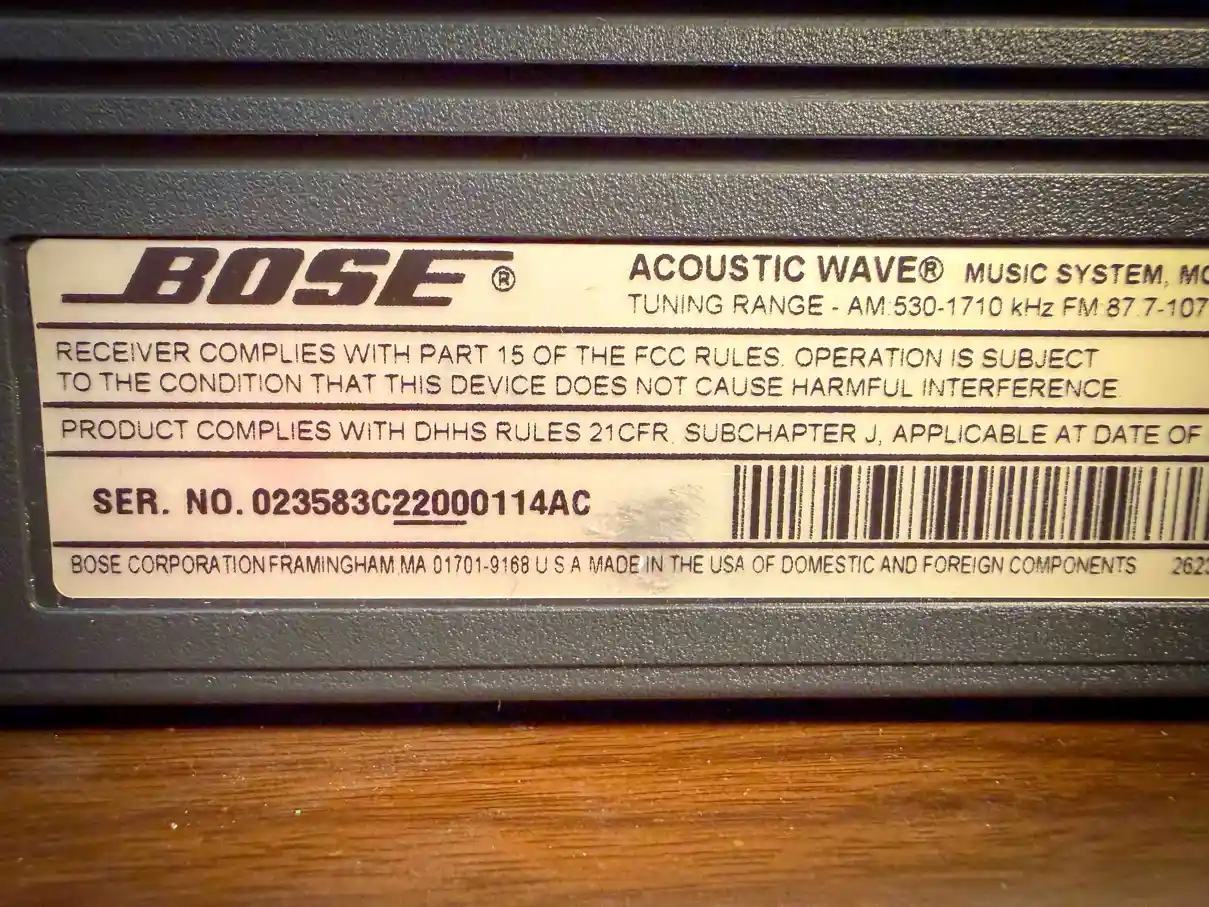 BOSE®
ACOUSTIC WAVE® MUSIC SYSTEM,
TUNING RANGE - AM:530-1710 kHz FM:87.7-107
RECEIVER COMPLIES WITH PART 15 OF THE FCC RULES. OPERATION IS SUBJECT
TO THE CONDITION THAT THIS DEVICE DOES NOT CAUSE HARMFUL INTERFERENCE.
PRODUCT COMPLIES WITH DHHS RULES 21CFR, SUBCHAPTER J, APPLICABLE AT DATE OF
SER. NO. 023583C22000114AC
BOSE CORPORATION FRAMINGHAM MA 01701-9168 U S A MADE IN THE USA OF DOMESTIC AND FOREIGN COMPONENTS